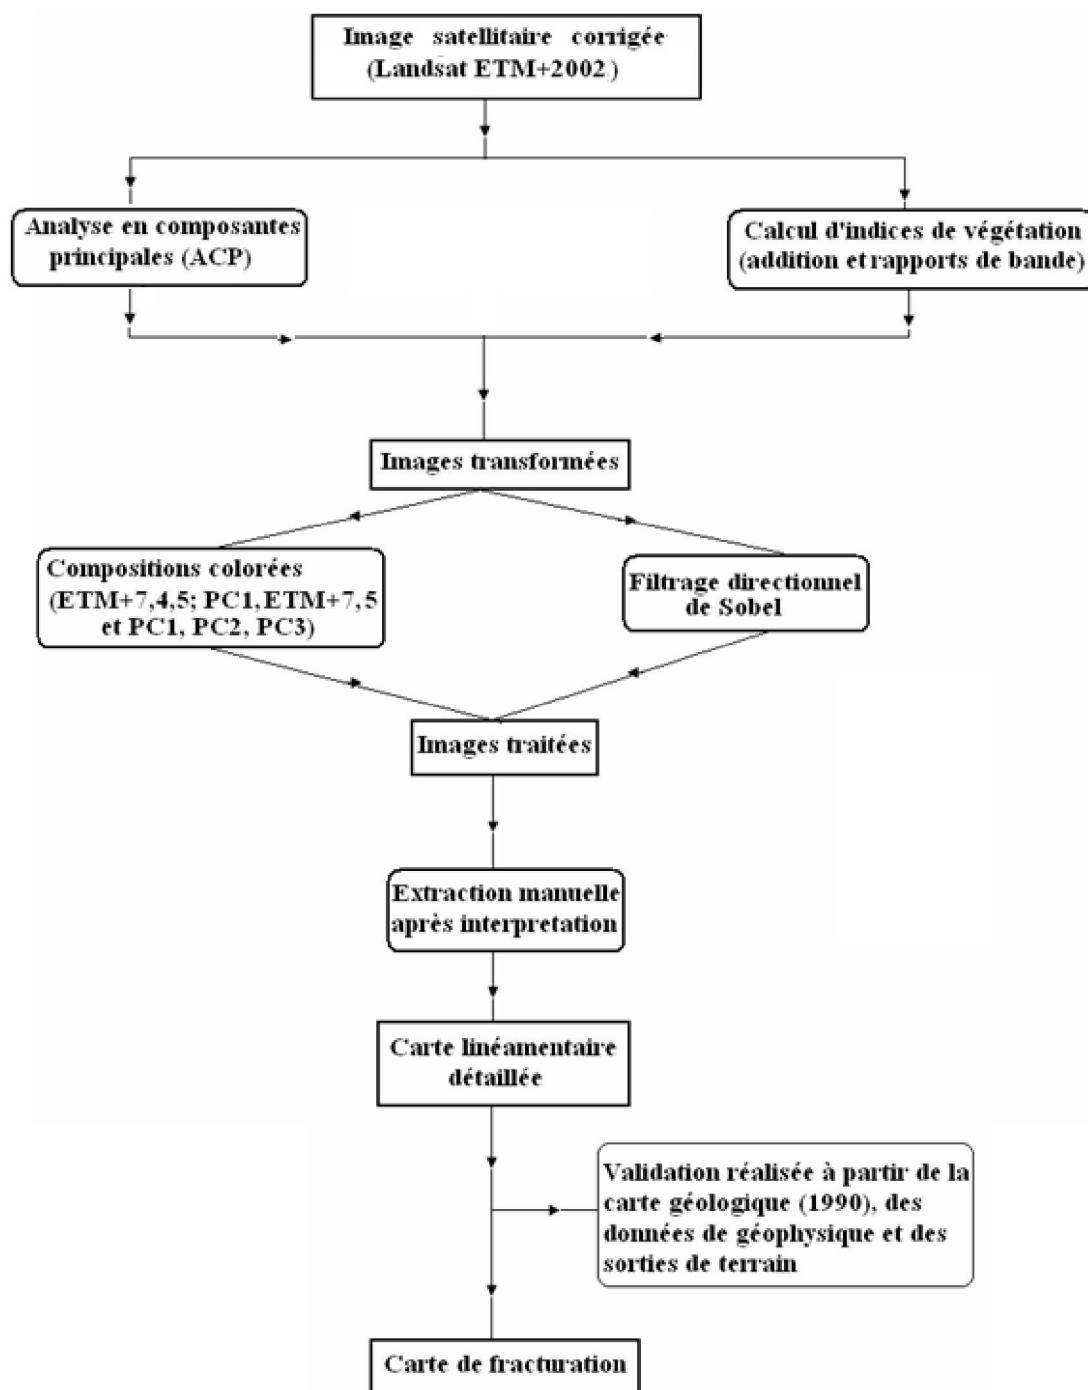 Image satellitaire corrigée
(Landsat ETM+2002)
Analyse en composantes
principales (ACP)
Calcul d'indices de végétation
(addition et rapports de bande)
Images transformées
Compositions colorées
(ETM+7,4,5; PC1, ETM+7,5
et PC1, PC2, PC3)
Filtrage directionnel
de Sobel
Images traitées
Extraction manuelle
après interpretation
Carte linéamentaire
détaillée
Validation réalisée à partir de la
carte géologique (1990), des
données de géophysique et des
sorties de terrain
Carte de fracturation